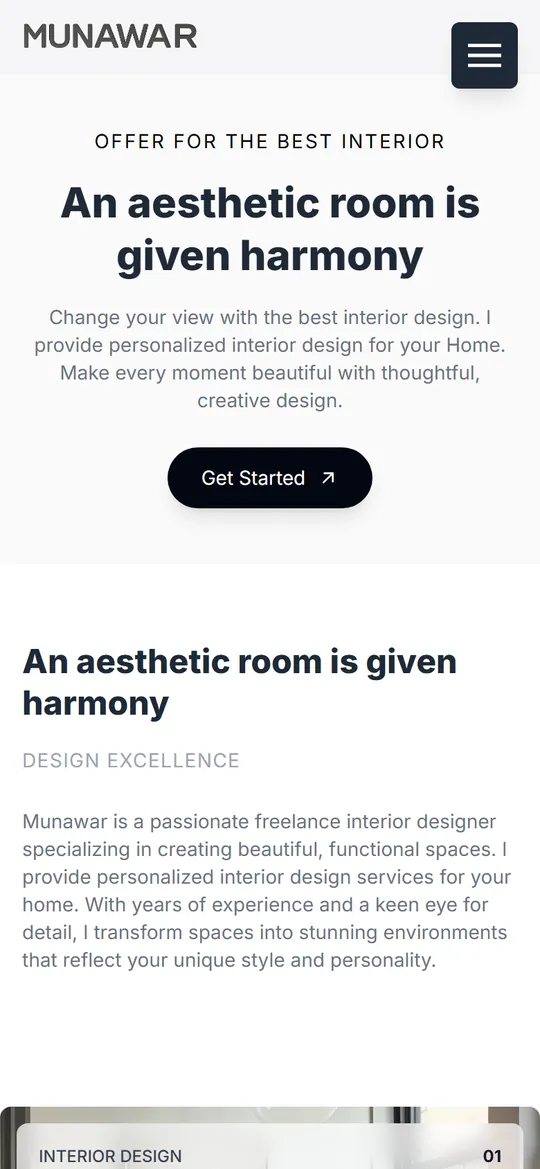 MUNAWAR
OFFER FOR THE BEST INTERIOR
An aesthetic room is
given harmony
Change your view with the best interior design. I
provide personalized interior design for your Home.
Make every moment beautiful with thoughtful,
creative design.
Get Started
An aesthetic room is given
harmony
DESIGN EXCELLENCE
Munawar is a passionate freelance interior designer
specializing in creating beautiful, functional spaces. I
provide personalized interior design services for your
home. With years of experience and a keen eye for
detail, I transform spaces into stunning environments
that reflect your unique style and personality.
INTERIOR DESIGN 01